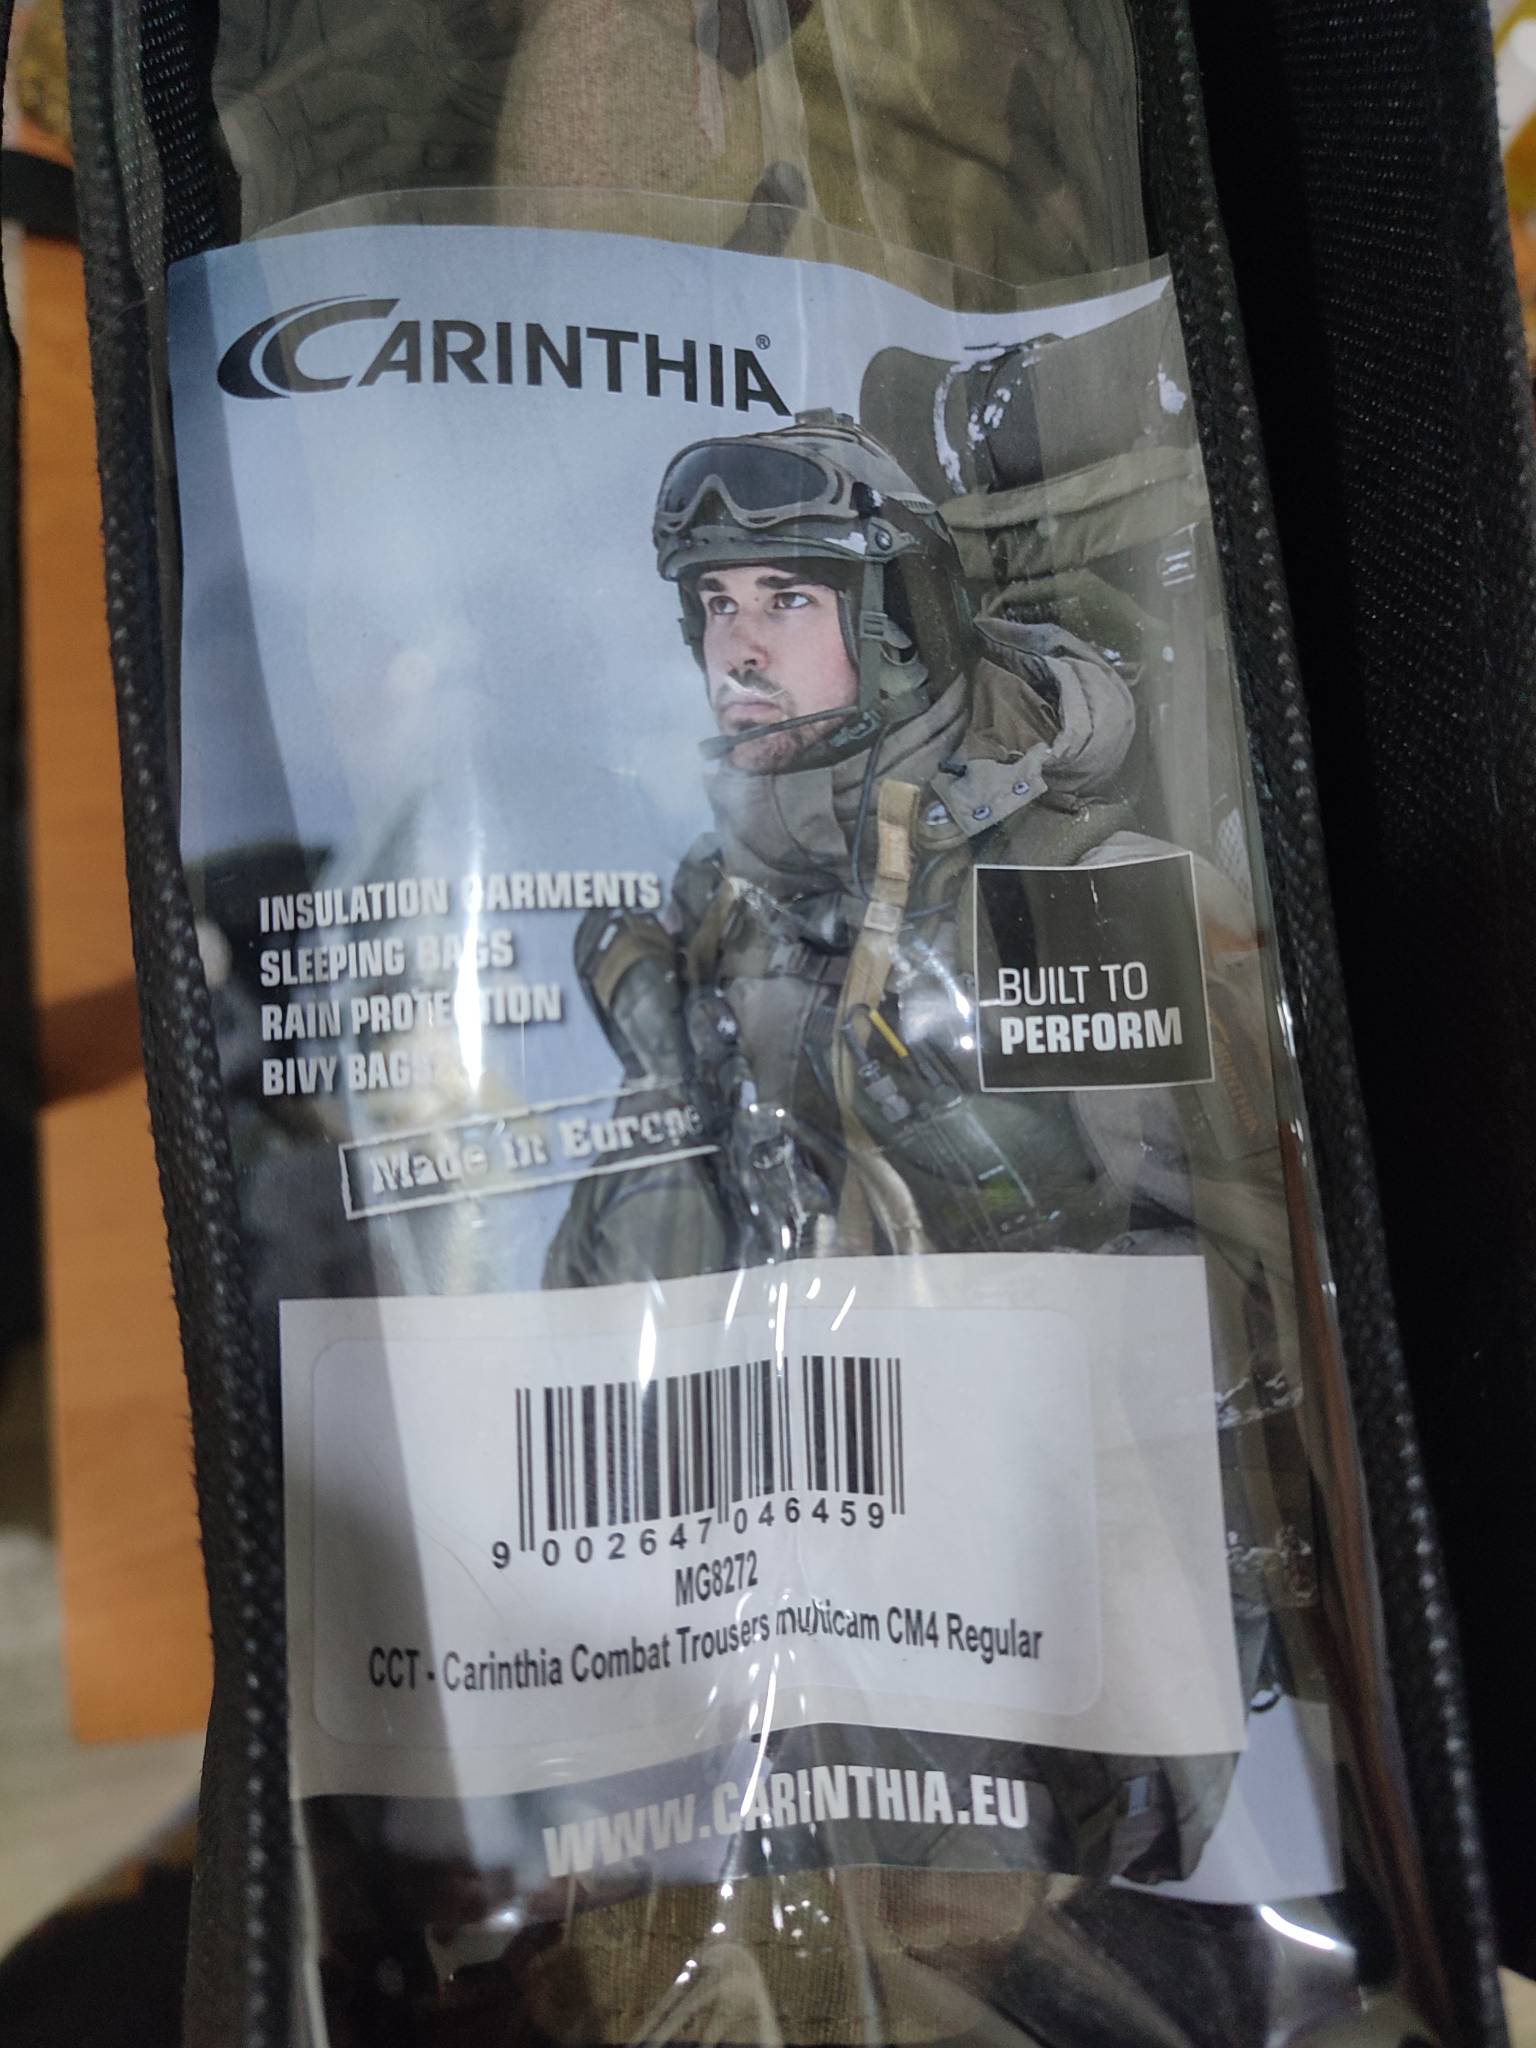 CARINTHIA®
INSULATION GARMENTS
SLEEPING BAGS
RAIN PROTECTION
BIVY BAGS
Made in Europe
BUILT TO
PERFORM
9 002647 046459
MG8272
CCT - Carinthia Combat Trousers multicam CM4 Regular
WWW.CARINTHIA.EU